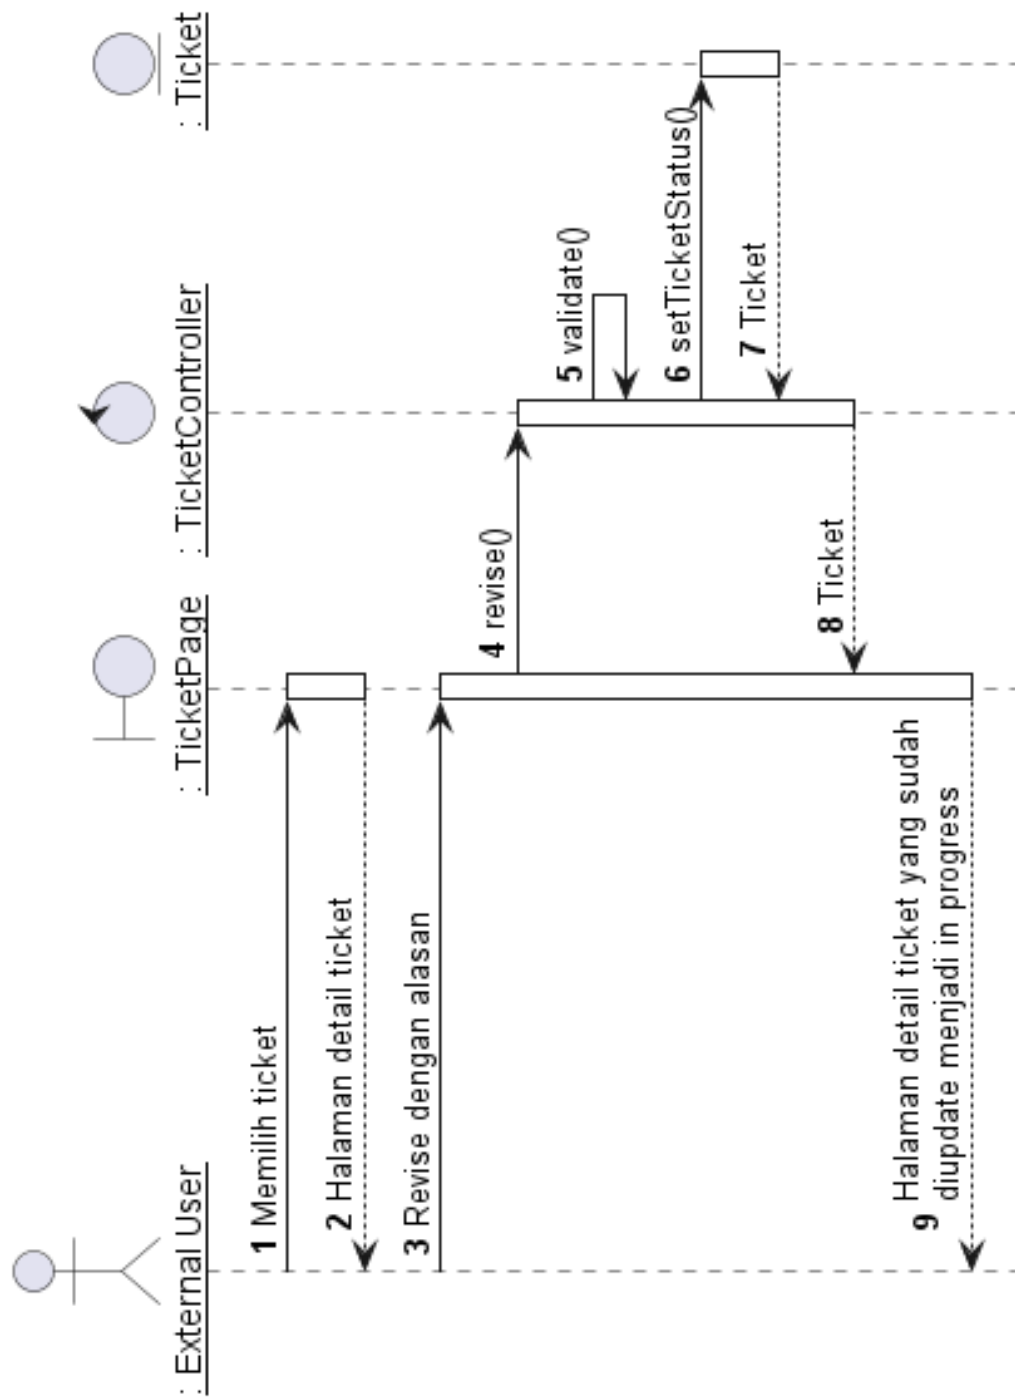 : External User
: TicketPage
: TicketController
: Ticket
1 Memilih ticket
2 Halaman detail ticket
3 Revise dengan alasan
4 revise()
5 validate()
6 setTicketStatus()
7 Ticket
8 Ticket
9 Halaman detail ticket yang sudah
diupdate menjadi in progress